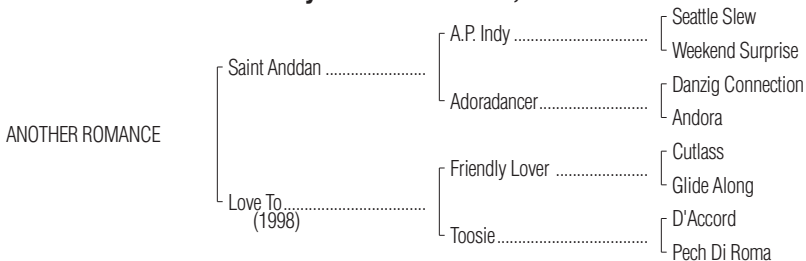 Seattle Slew
A.P. Indy ....................................
Weekend Surprise
Saint Anddan ...........................
Danzig Connection
Adoradancer.............................
Andora
ANOTHER ROMANCE
Cutlass
Friendly Lover .........................
Glide Along
Love To......................................
(1998)
D'Accord
Toosie........................................
Pech Di Roma